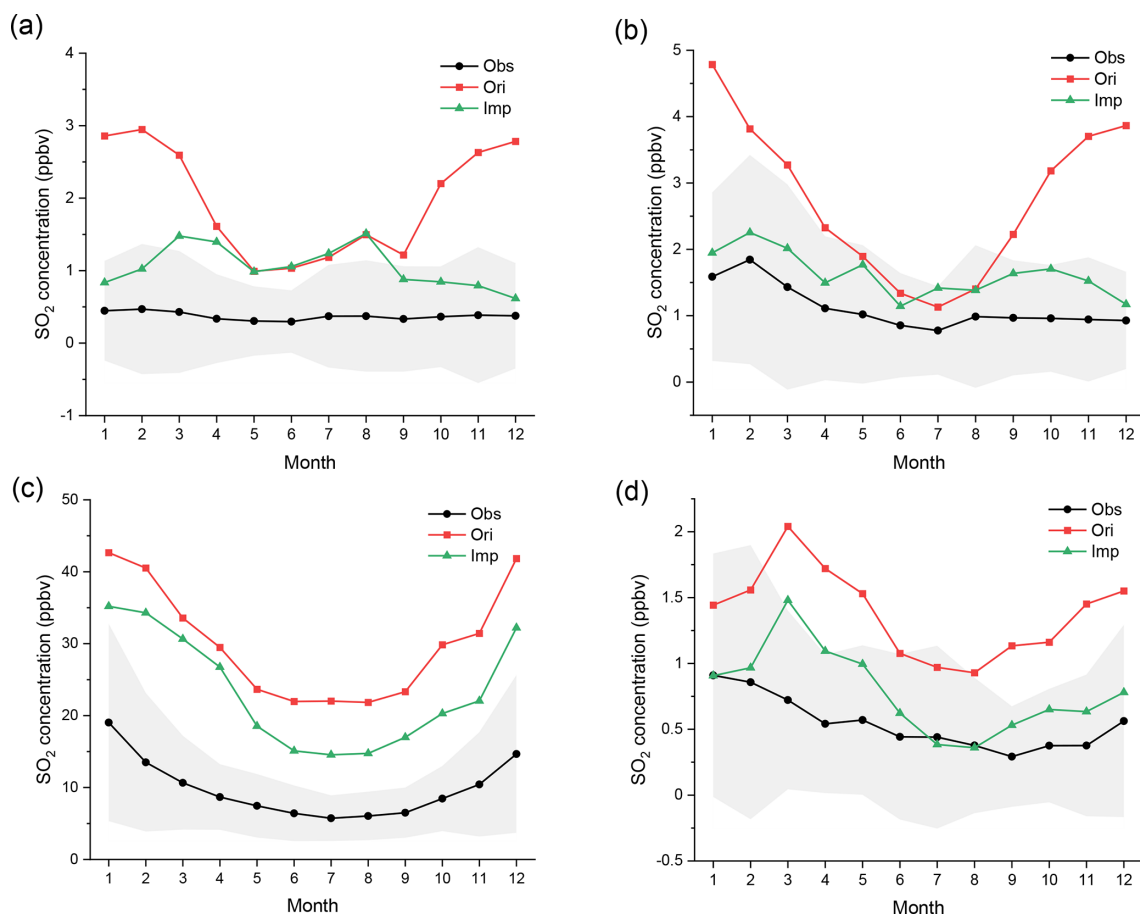 (a)
4
3
2
1
0
-1
SO2 concentration (ppbv)
Obs
Ori
Imp
1 2 3 4 5 6 7 8 9 10 11 12
Month
(b)
5
4
3
2
1
0
SO2 concentration (ppbv)
Obs
Ori
Imp
1 2 3 4 5 6 7 8 9 10 11 12
Month
(c)
50
40
30
20
10
0
SO2 concentration (ppbv)
Obs
Ori
Imp
1 2 3 4 5 6 7 8 9 10 11 12
Month
(d)
2
1.5
1
0.5
0
-0.5
SO2 concentration (ppbv)
Obs
Ori
Imp
1 2 3 4 5 6 7 8 9 10 11 12
Month